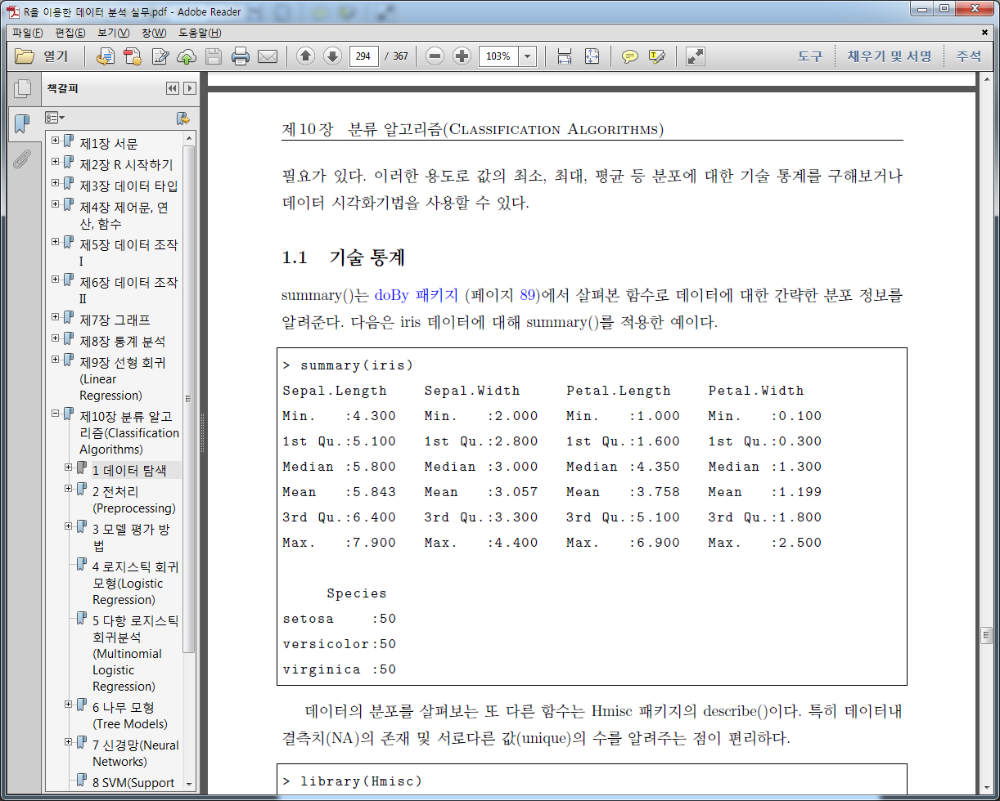 R을 이용한 데이터 분석 실무.pdf - Adobe Reader
파일(F) 편집(E) 보기(V) 창(W) 도움말(H)
열기 294 / 367 103% 도구 채우기 및 서명 주석
책갈피
제1장 서문
제2장 R 시작하기
제3장 데이터 타입
제4장 제어문, 연
산, 함수
제5장 데이터 조작
I
제6장 데이터 조작
II
제7장 그래프
제8장 통계 분석
제9장 선형 회귀
(Linear
Regression)
제10장 분류 알고
리즘(Classification
Algorithms)
1 데이터 탐색
2 전처리
(Preprocessing)
3 모델 평가 방
법
4 로지스틱 회귀
모형(Logistic
Regression)
5 다항 로지스틱
회귀분석
(Multinomial
Logistic
Regression)
6 나무 모형
(Tree Models)
7 신경망(Neural
Networks)
8 SVM(Support
제 10 장 분류 알고리즘(Classification Algorithms)
필요가 있다. 이러한 용도로 값의 최소, 최대, 평균 등 분포에 대한 기술 통계를 구해보거나
데이터 시각화기법을 사용할 수 있다.
1.1 기술 통계
summary()는 doBy 패키지 (페이지 89)에서 살펴본 함수로 데이터에 대한 간략한 분포 정보를
알려준다. 다음은 iris 데이터에 대해 summary()를 적용한 예이다.
> summary(iris)
Sepal.Length Sepal.Width Petal.Length Petal.Width
Min. :4.300 Min. :2.000 Min. :1.000 Min. :0.100
1st Qu.:5.100 1st Qu.:2.800 1st Qu.:1.600 1st Qu.:0.300
Median :5.800 Median :3.000 Median :4.350 Median :1.300
Mean :5.843 Mean :3.057 Mean :3.758 Mean :1.199
3rd Qu.:6.400 3rd Qu.:3.300 3rd Qu.:5.100 3rd Qu.:1.800
Max. :7.900 Max. :4.400 Max. :6.900 Max. :2.500
Species
setosa :50
versicolor:50
virginica :50
데이터의 분포를 살펴보는 또 다른 함수는 Hmisc 패키지의 describe()이다. 특히 데이터내
결측치(NA)의 존재 및 서로다른 값(unique)의 수를 알려주는 점이 편리하다.
> library(Hmisc)